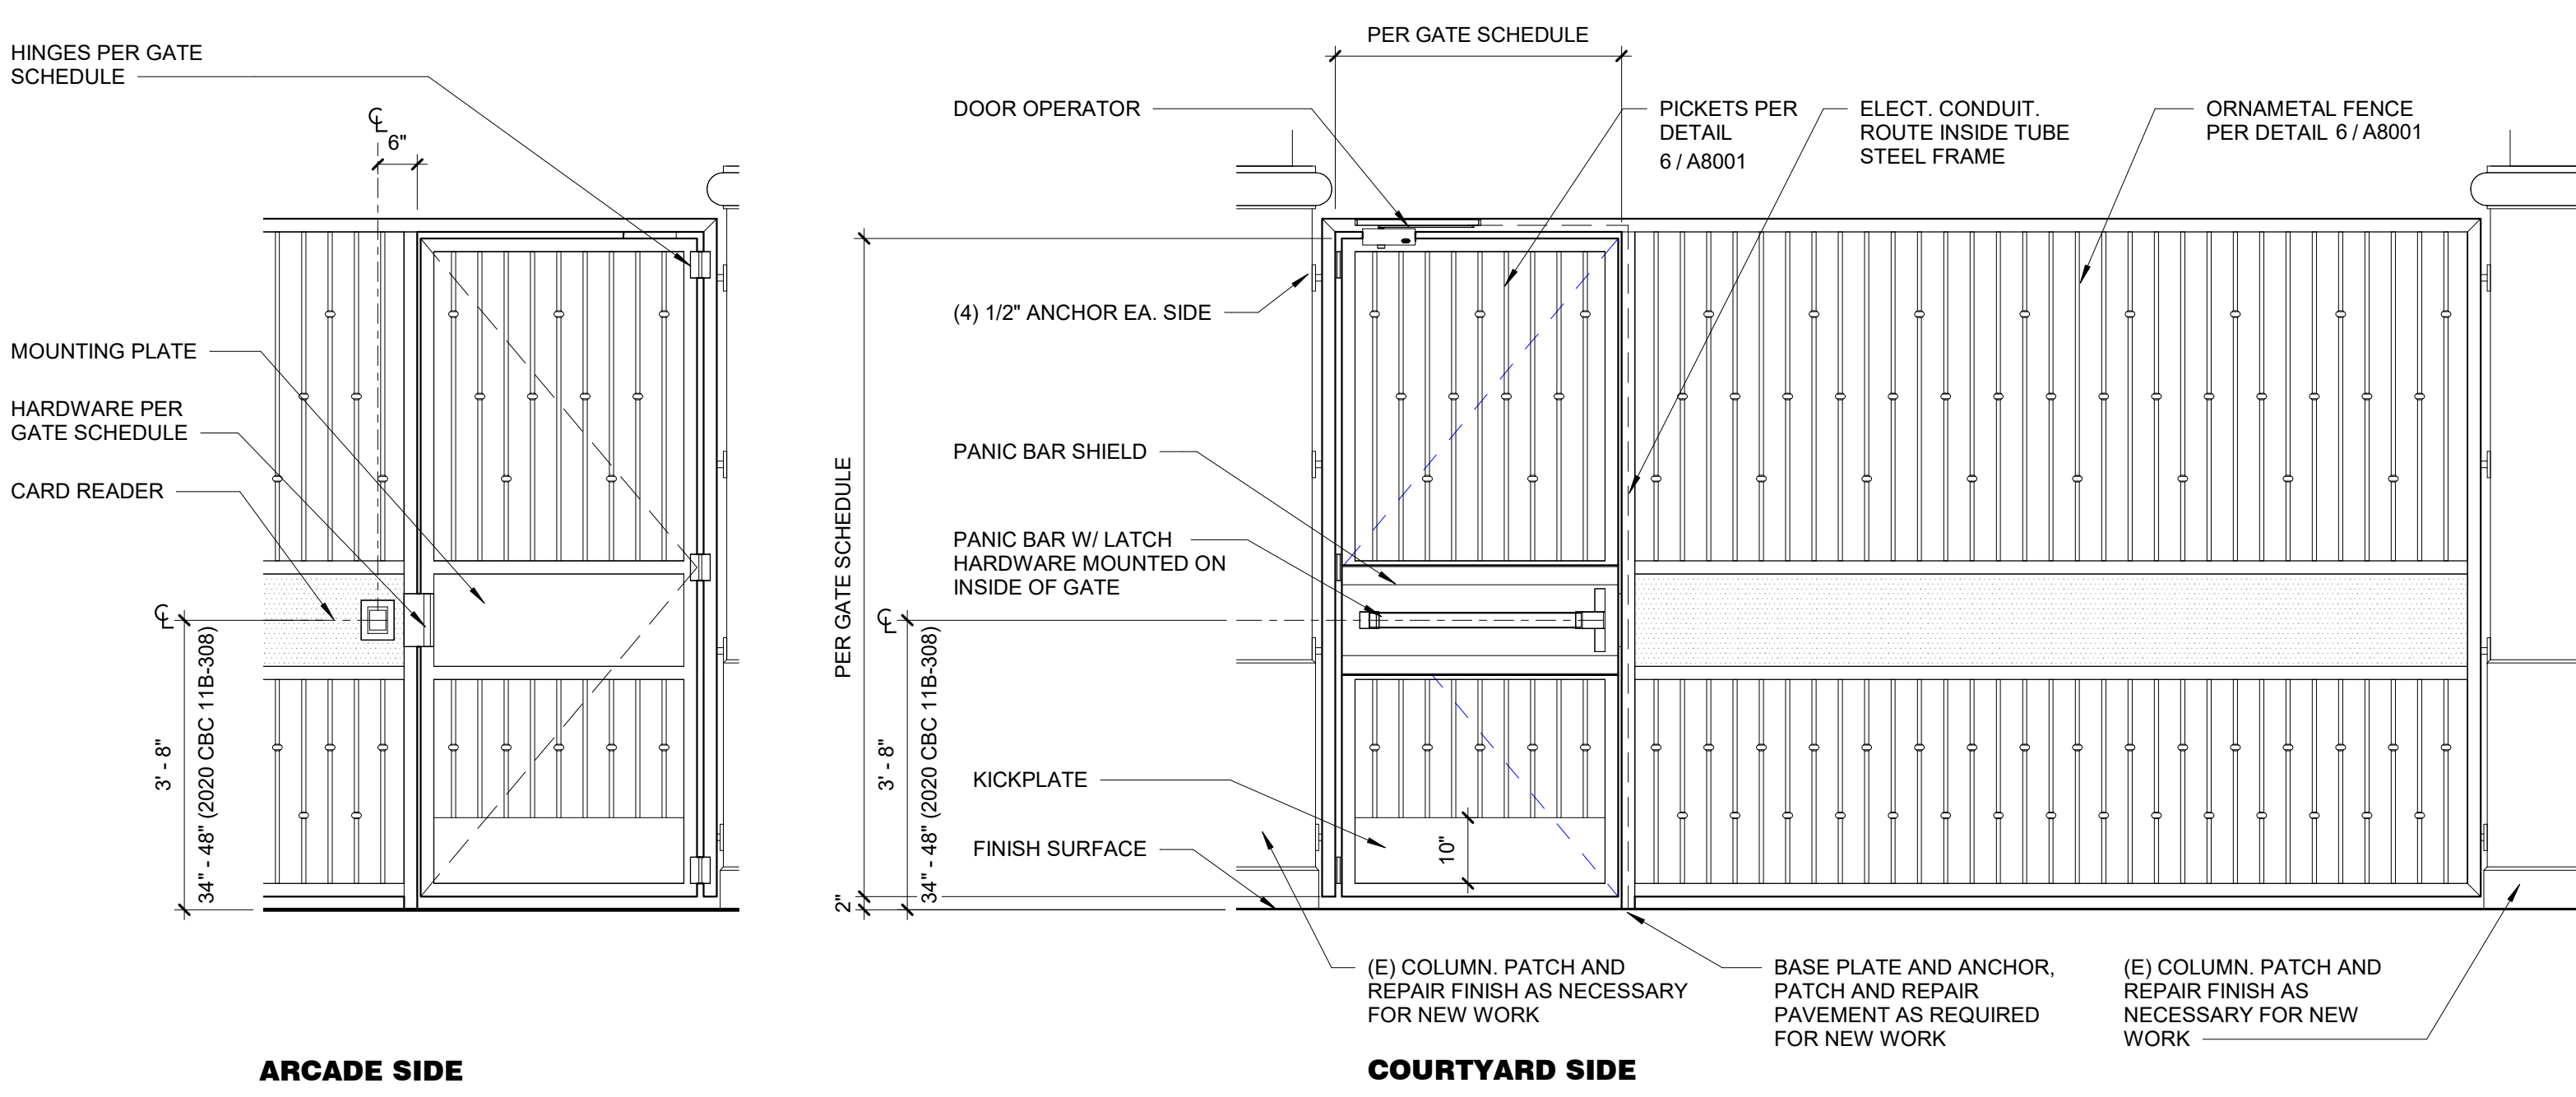 HINGES PER GATE
SCHEDULE
℄
6"
MOUNTING PLATE
HARDWARE PER
GATE SCHEDULE
CARD READER
℄
3' - 8"
34" - 48" (2020 CBC 11B-308)
ARCADE SIDE
PER GATE SCHEDULE
DOOR OPERATOR
PICKETS PER
DETAIL
6 / A8001
ELECT. CONDUIT.
ROUTE INSIDE TUBE
STEEL FRAME
ORNAMETAL FENCE
PER DETAIL 6 / A8001
(4) 1/2" ANCHOR EA. SIDE
PANIC BAR SHIELD
PANIC BAR W/ LATCH
HARDWARE MOUNTED ON
INSIDE OF GATE
PER GATE SCHEDULE
℄
3' - 8"
34" - 48" (2020 CBC 11B-308)
2"
KICKPLATE
10"
FINISH SURFACE
(E) COLUMN. PATCH AND
REPAIR FINISH AS NECESSARY
FOR NEW WORK
BASE PLATE AND ANCHOR,
PATCH AND REPAIR
PAVEMENT AS REQUIRED
FOR NEW WORK
(E) COLUMN. PATCH AND
REPAIR FINISH AS
NECESSARY FOR NEW
WORK
COURTYARD SIDE